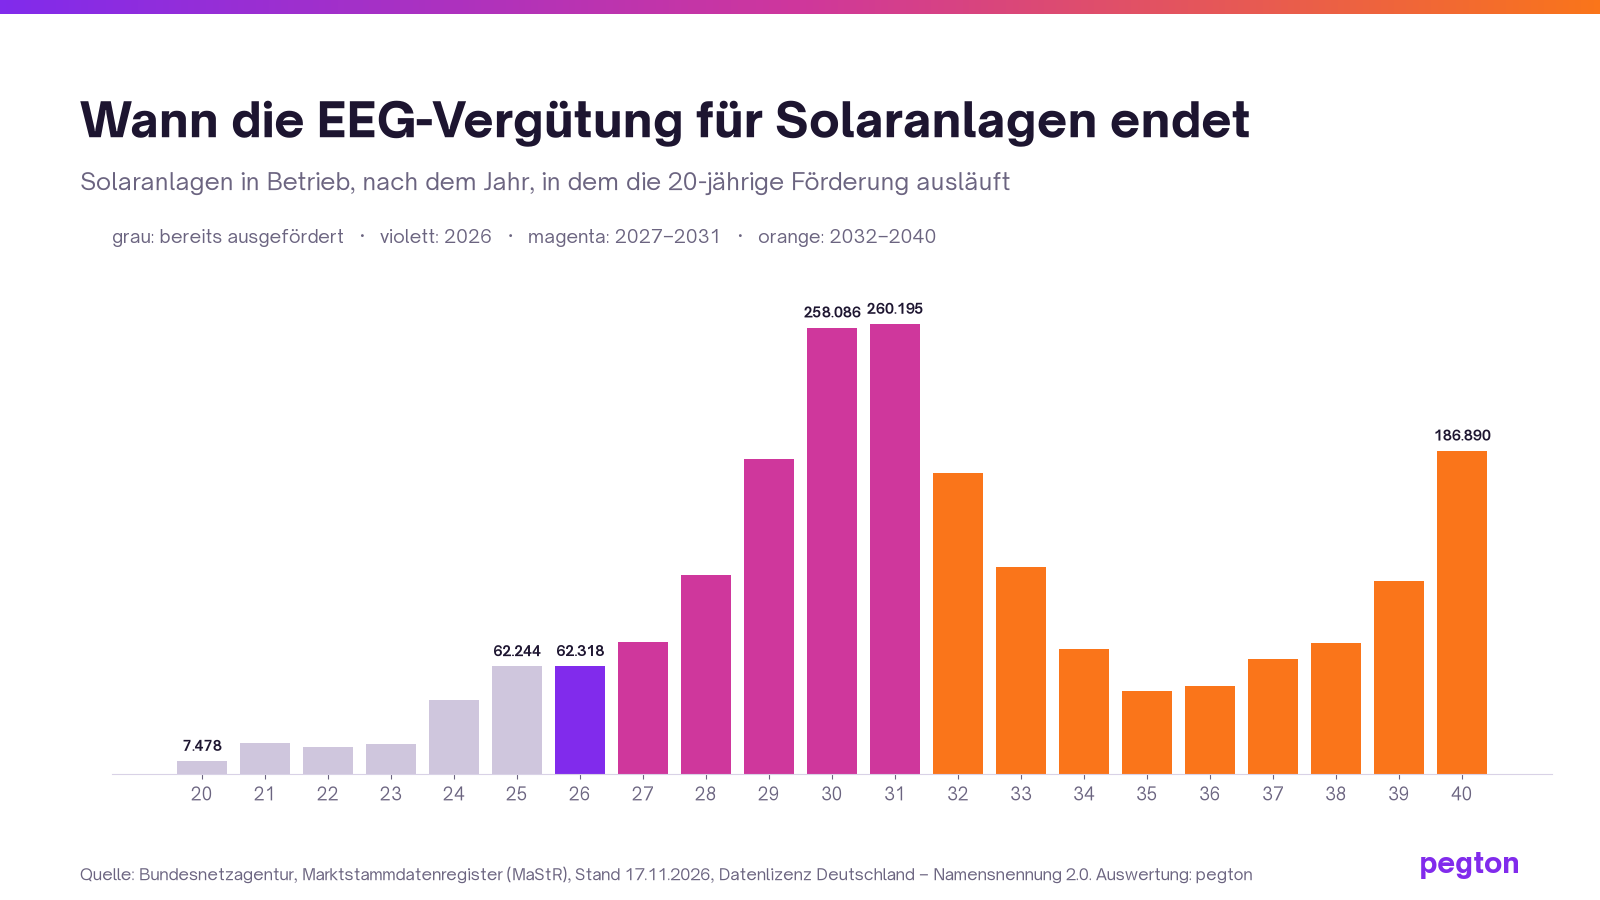 Wann die EEG-Vergütung für Solaranlagen endet
Solaranlagen in Betrieb, nach dem Jahr, in dem die 20-jährige Förderung ausläuft
grau: bereits ausgefördert · violett: 2026 · magenta: 2027–2031 · orange: 2032–2040
258.086 260.195
186.890
62.244 62.318
7.478
20 21 22 23 24 25 26 27 28 29 30 31 32 33 34 35 36 37 38 39 40
Quelle: Bundesnetzagentur, Marktstammdatenregister (MaStR), Stand 17.11.2026, Datenlizenz Deutschland – Namensnennung 2.0. Auswertung: pegton
pegton